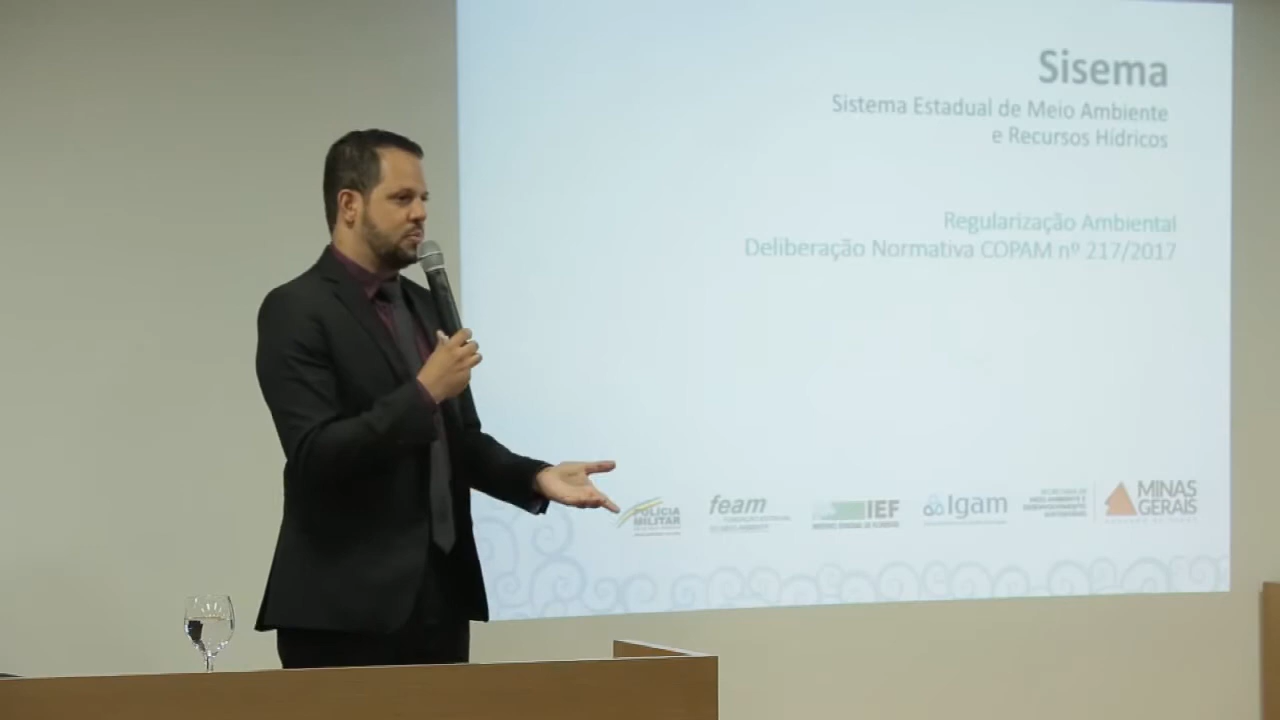 Sisema
Sistema Estadual de Meio Ambiente
e Recursos Hídricos
Regularização Ambiental
Deliberação Normativa COPAM nº 217/2017
POLÍCIA
MILITAR
feam
IEF
Igam
MINAS
GERAIS